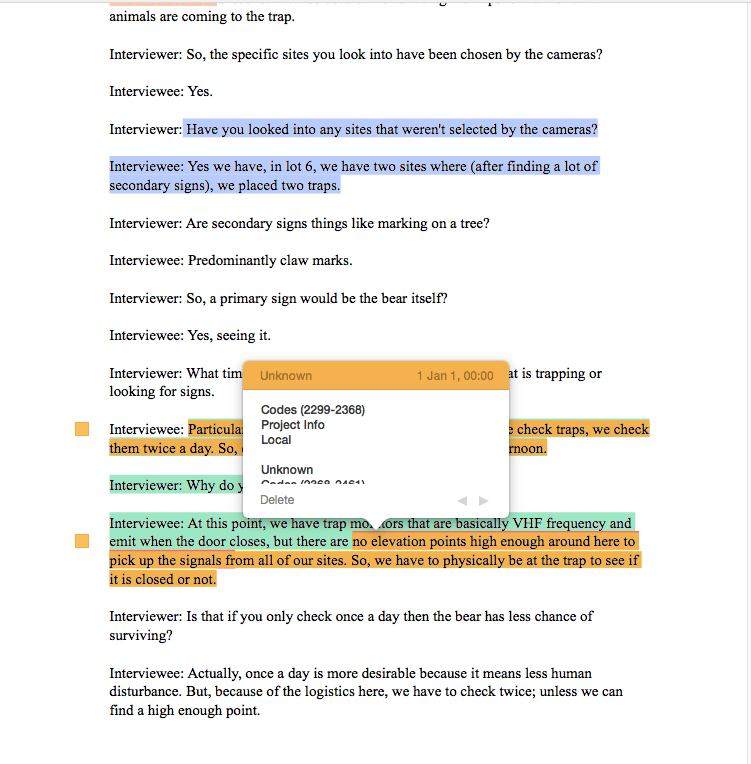 animals are coming to the trap.
Interviewer: So, the specific sites you look into have been chosen by the cameras?
Interviewee: Yes.
Interviewer: Have you looked into any sites that weren't selected by the cameras?
Interviewee: Yes we have, in lot 6, we have two sites where (after finding a lot of
secondary signs), we placed two traps.
Interviewer: Are secondary signs things like marking on a tree?
Interviewee: Predominantly claw marks.
Interviewer: So, a primary sign would be the bear itself?
Interviewee: Yes, seeing it.
Interviewer: What tim at is trapping or
looking for signs.
Unknown 1 Jan 1, 00:00
Codes (2299-2368)
Project Info
Local
Unknown
Codes (2368-2461)
Delete
Interviewee: Particula e check traps, we check
them twice a day. So, rnoon.
Interviewer: Why do y
Interviewee: At this point, we have trap monitors that are basically VHF frequency and
emit when the door closes, but there are no elevation points high enough around here to
pick up the signals from all of our sites. So, we have to physically be at the trap to see if
it is closed or not.
Interviewer: Is that if you only check once a day then the bear has less chance of
surviving?
Interviewee: Actually, once a day is more desirable because it means less human
disturbance. But, because of the logistics here, we have to check twice; unless we can
find a high enough point.